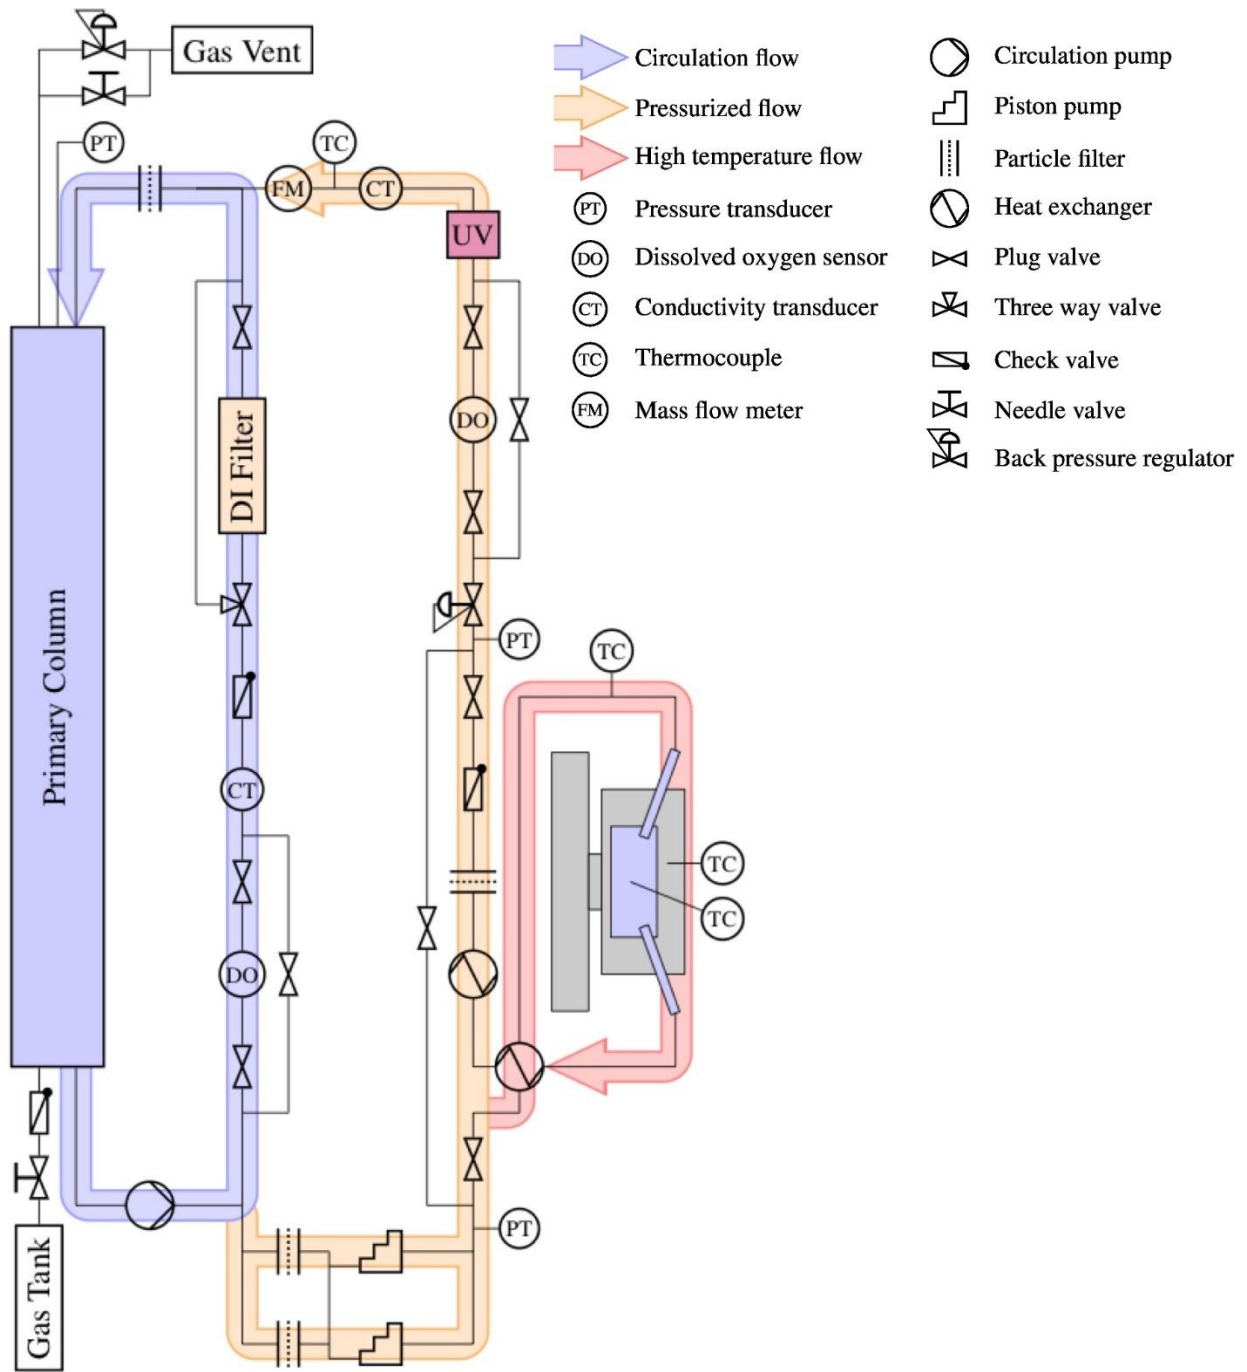 Gas Vent
PT
TC
FM
CT
UV
DO
DI Filter
PT
TC
Primary Column
CT
TC
TC
DO
PT
Gas Tank
Circulation flow
Pressurized flow
High temperature flow
PT Pressure transducer
DO Dissolved oxygen sensor
CT Conductivity transducer
TC Thermocouple
FM Mass flow meter
Circulation pump
Piston pump
Particle filter
Heat exchanger
Plug valve
Three way valve
Check valve
Needle valve
Back pressure regulator